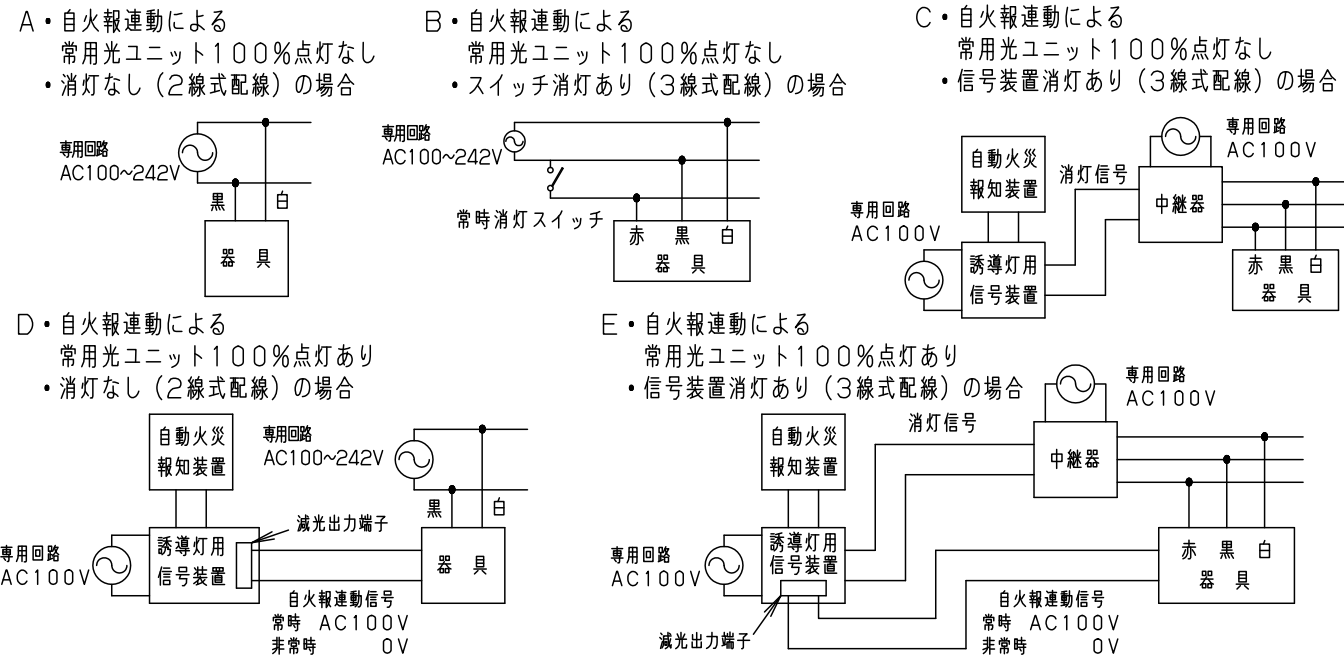 A・自火報連動による
常用光ユニット１００％点灯なし
・消灯なし（２線式配線）の場合
専用回路
AC100~242V
黒 白
器 具
B・自火報連動による
常用光ユニット１００％点灯なし
・スイッチ消灯あり（３線式配線）の場合
専用回路
AC100~242V
常時消灯スイッチ
赤 黒 白
器 具
C・自火報連動による
常用光ユニット１００％点灯なし
・信号装置消灯あり（３線式配線）の場合
専用回路
AC100V
自動火災
報知装置
消灯信号
中継器
専用回路
AC100V
誘導灯用
信号装置
赤 黒 白
器 具
D・自火報連動による
常用光ユニット１００％点灯あり
・消灯なし（２線式配線）の場合
自動火災
報知装置
専用回路
AC100~242V
黒 白
減光出力端子
専用回路
AC100V
誘導灯用
信号装置
器 具
自火報連動信号
常時 AC100V
非常時 0V
E・自火報連動による
常用光ユニット１００％点灯あり
・信号装置消灯あり（３線式配線）の場合
専用回路
AC100V
消灯信号
自動火災
報知装置
中継器
専用回路
AC100V
誘導灯用
信号装置
赤 黒 白
器 具
減光出力端子
自火報連動信号
常時 AC100V
非常時 0V